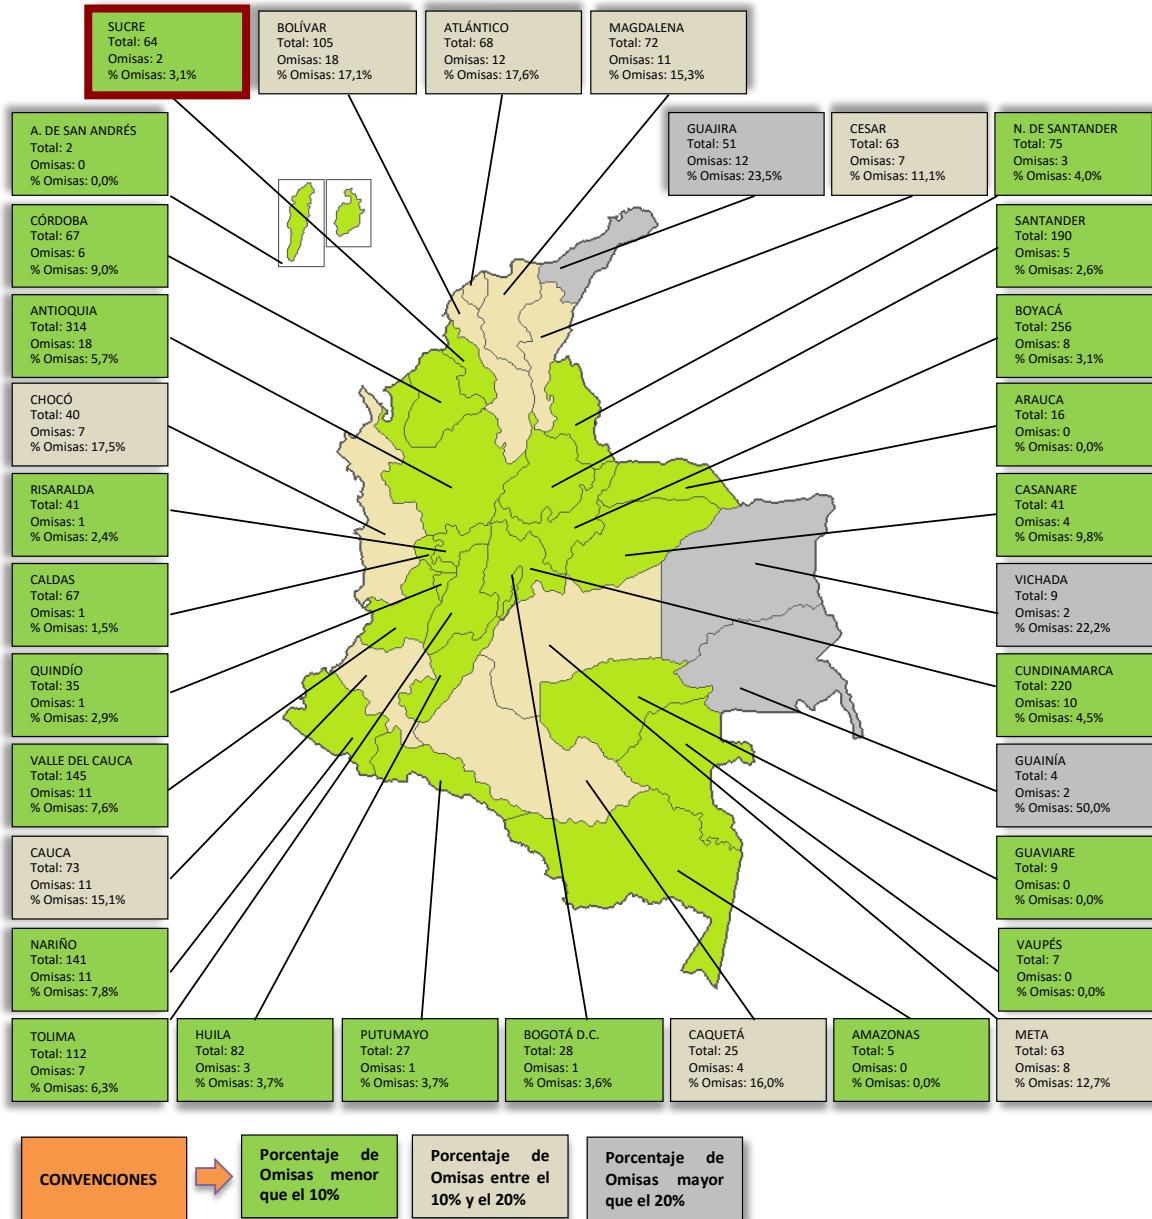 SUCRE
Total: 64
Omisas: 2
% Omisas: 3,1%
BOLÍVAR
Total: 105
Omisas: 18
% Omisas: 17,1%
ATLÁNTICO
Total: 68
Omisas: 12
% Omisas: 17,6%
MAGDALENA
Total: 72
Omisas: 11
% Omisas: 15,3%
A. DE SAN ANDRÉS
Total: 2
Omisas: 0
% Omisas: 0,0%
GUAJIRA
Total: 51
Omisas: 12
% Omisas: 23,5%
CESAR
Total: 63
Omisas: 7
% Omisas: 11,1%
N. DE SANTANDER
Total: 75
Omisas: 3
% Omisas: 4,0%
CÓRDOBA
Total: 67
Omisas: 6
% Omisas: 9,0%
SANTANDER
Total: 190
Omisas: 5
% Omisas: 2,6%
ANTIOQUIA
Total: 314
Omisas: 18
% Omisas: 5,7%
BOYACÁ
Total: 256
Omisas: 8
% Omisas: 3,1%
CHOCÓ
Total: 40
Omisas: 7
% Omisas: 17,5%
ARAUCA
Total: 16
Omisas: 0
% Omisas: 0,0%
RISARALDA
Total: 41
Omisas: 1
% Omisas: 2,4%
CASANARE
Total: 41
Omisas: 4
% Omisas: 9,8%
CALDAS
Total: 67
Omisas: 1
% Omisas: 1,5%
VICHADA
Total: 9
Omisas: 2
% Omisas: 22,2%
QUINDÍO
Total: 35
Omisas: 1
% Omisas: 2,9%
CUNDINAMARCA
Total: 220
Omisas: 10
% Omisas: 4,5%
VALLE DEL CAUCA
Total: 145
Omisas: 11
% Omisas: 7,6%
GUAINÍA
Total: 4
Omisas: 2
% Omisas: 50,0%
CAUCA
Total: 73
Omisas: 11
% Omisas: 15,1%
GUAVIARE
Total: 9
Omisas: 0
% Omisas: 0,0%
NARIÑO
Total: 141
Omisas: 11
% Omisas: 7,8%
VAUPÉS
Total: 7
Omisas: 0
% Omisas: 0,0%
TOLIMA
Total: 112
Omisas: 7
% Omisas: 6,3%
HUILA
Total: 82
Omisas: 3
% Omisas: 3,7%
PUTUMAYO
Total: 27
Omisas: 1
% Omisas: 3,7%
BOGOTÁ D.C.
Total: 28
Omisas: 1
% Omisas: 3,6%
CAQUETÁ
Total: 25
Omisas: 4
% Omisas: 16,0%
AMAZONAS
Total: 5
Omisas: 0
% Omisas: 0,0%
META
Total: 63
Omisas: 8
% Omisas: 12,7%
CONVENCIONES
Porcentaje de
Omisas menor
que el 10%
Porcentaje de
Omisas entre el
10% y el 20%
Porcentaje de
Omisas mayor
que el 20%